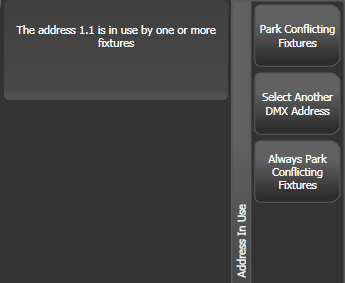 The address 1.1 is in use by one or more
fixtures
Park Conflicting
Fixtures
Select Another
DMX Address
Always Park
Conflicting
Fixtures
Address In Use